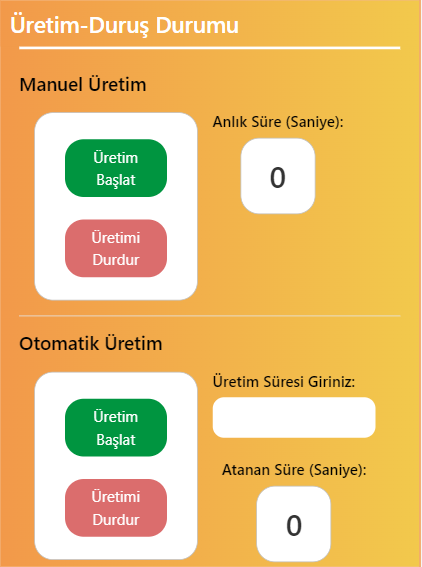 Üretim-Duruş Durumu
Manuel Üretim
Üretim
Başlat
Üretimi
Durdur
Anlık Süre (Saniye):
0
Otomatik Üretim
Üretim
Başlat
Üretimi
Durdur
Üretim Süresi Giriniz:
Atanan Süre (Saniye):
0